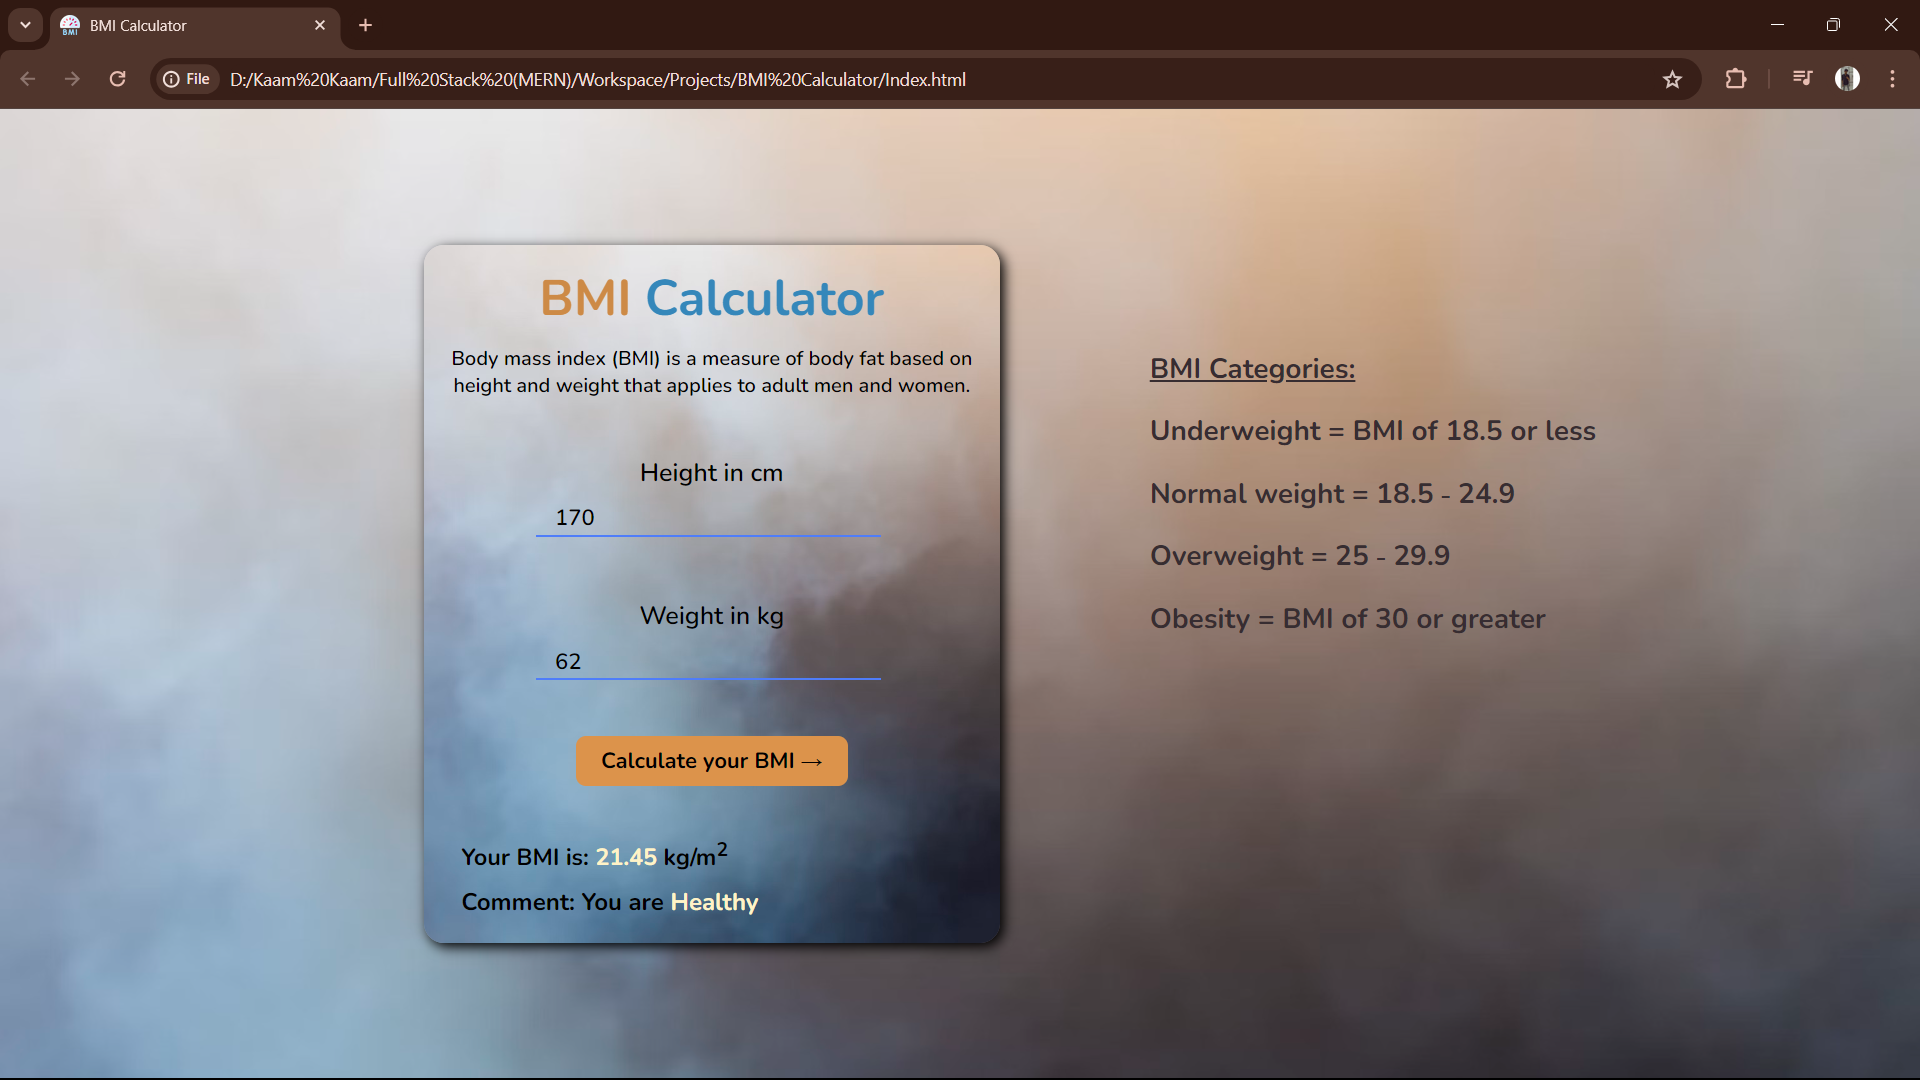 BMI Calculator
File D:/Kaam%20Kaam/Full%20Stack%20(MERN)/Workspace/Projects/BMI%20Calculator/Index.html
BMI Calculator
Body mass index (BMI) is a measure of body fat based on
height and weight that applies to adult men and women.
Height in cm
170
Weight in kg
62
Calculate your BMI →
Your BMI is: 21.45 kg/m²
Comment: You are Healthy
BMI Categories:
Underweight = BMI of 18.5 or less
Normal weight = 18.5 - 24.9
Overweight = 25 - 29.9
Obesity = BMI of 30 or greater